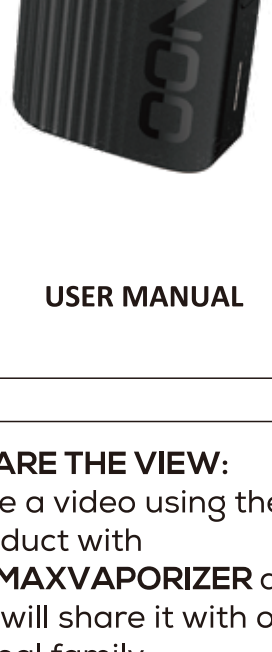 USER MANUAL
ARE THE VIEW:
e a video using the
duct with
MAXVAPORIZER
will share it with o